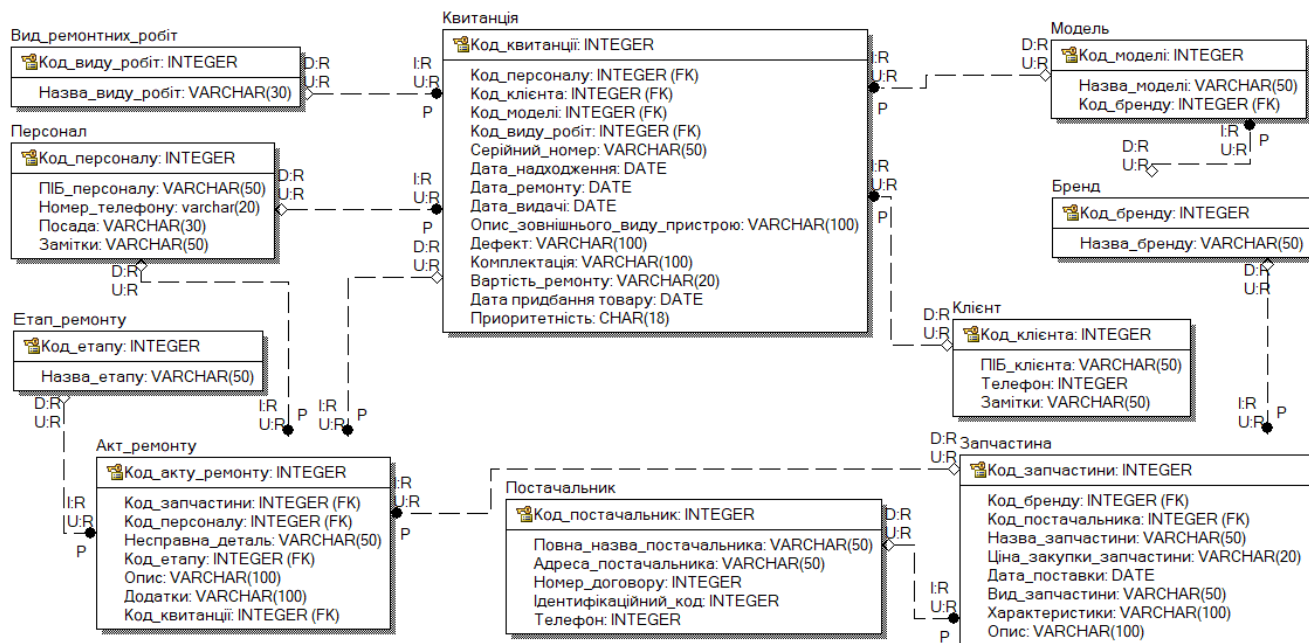 Вид_ремонтних_робіт
Код_виду_робіт: INTEGER
Назва_виду_робіт: VARCHAR(30)
D:R
U:R
I:R
U:R
P
Персонал
Код_персоналу: INTEGER
ПІБ_персоналу: VARCHAR(50)
Номер_телефону: varchar(20)
Посада: VARCHAR(30)
Замітки: VARCHAR(50)
D:R
U:R
I:R
U:R
P
D:R
U:R
D:R
U:R
Квитанція
Код_квитанції: INTEGER
Код_персоналу: INTEGER (FK)
Код_клієнта: INTEGER (FK)
Код_моделі: INTEGER (FK)
Код_виду_робіт: INTEGER (FK)
Серійний_номер: VARCHAR(50)
Дата_надходження: DATE
Дата_ремонту: DATE
Дата_видачі: DATE
Опис_зовнішнього_виду_пристрою: VARCHAR(100)
Дефект: VARCHAR(100)
Комплектація: VARCHAR(100)
Вартість_ремонту: VARCHAR(20)
Дата придбання товару: DATE
Приоритетність: CHAR(18)
I:R
U:R
P
I:R
U:R
P
Модель
D:R
U:R
Код_моделі: INTEGER
Назва_моделі: VARCHAR(50)
Код_бренду: INTEGER (FK)
I:R
U:R
P
D:R
U:R
Бренд
Код_бренду: INTEGER
Назва_бренду: VARCHAR(50)
D:R
U:R
Клієнт
D:R
U:R
Код_клієнта: INTEGER
ПІБ_клієнта: VARCHAR(50)
Телефон: INTEGER
Замітки: VARCHAR(50)
I:R
U:R
P
Етап_ремонту
Код_етапу: INTEGER
Назва_етапу: VARCHAR(50)
D:R
U:R
I:R
U:R
P
I:R
U:R
P
Акт_ремонту
Код_акту_ремонту: INTEGER
Код_запчастини: INTEGER (FK)
Код_персоналу: INTEGER (FK)
Несправна_деталь: VARCHAR(50)
Код_етапу: INTEGER (FK)
Опис: VARCHAR(100)
Додатки: VARCHAR(100)
Код_квитанції: INTEGER (FK)
I:R
U:R
P
I:R
U:R
P
Постачальник
Код_постачальник: INTEGER
Повна_назва_постачальника: VARCHAR(50)
Адреса_постачальника: VARCHAR(50)
Номер_договору: INTEGER
Ідентифікаційний_код: INTEGER
Телефон: INTEGER
D:R
U:R
I:R
U:R
P
Запчастина
D:R
U:R
Код_запчастини: INTEGER
Код_бренду: INTEGER (FK)
Код_постачальника: INTEGER (FK)
Назва_запчастини: VARCHAR(50)
Ціна_закупки_запчастини: VARCHAR(20)
Дата_поставки: DATE
Вид_запчастини: VARCHAR(50)
Характеристики: VARCHAR(100)
Опис: VARCHAR(100)